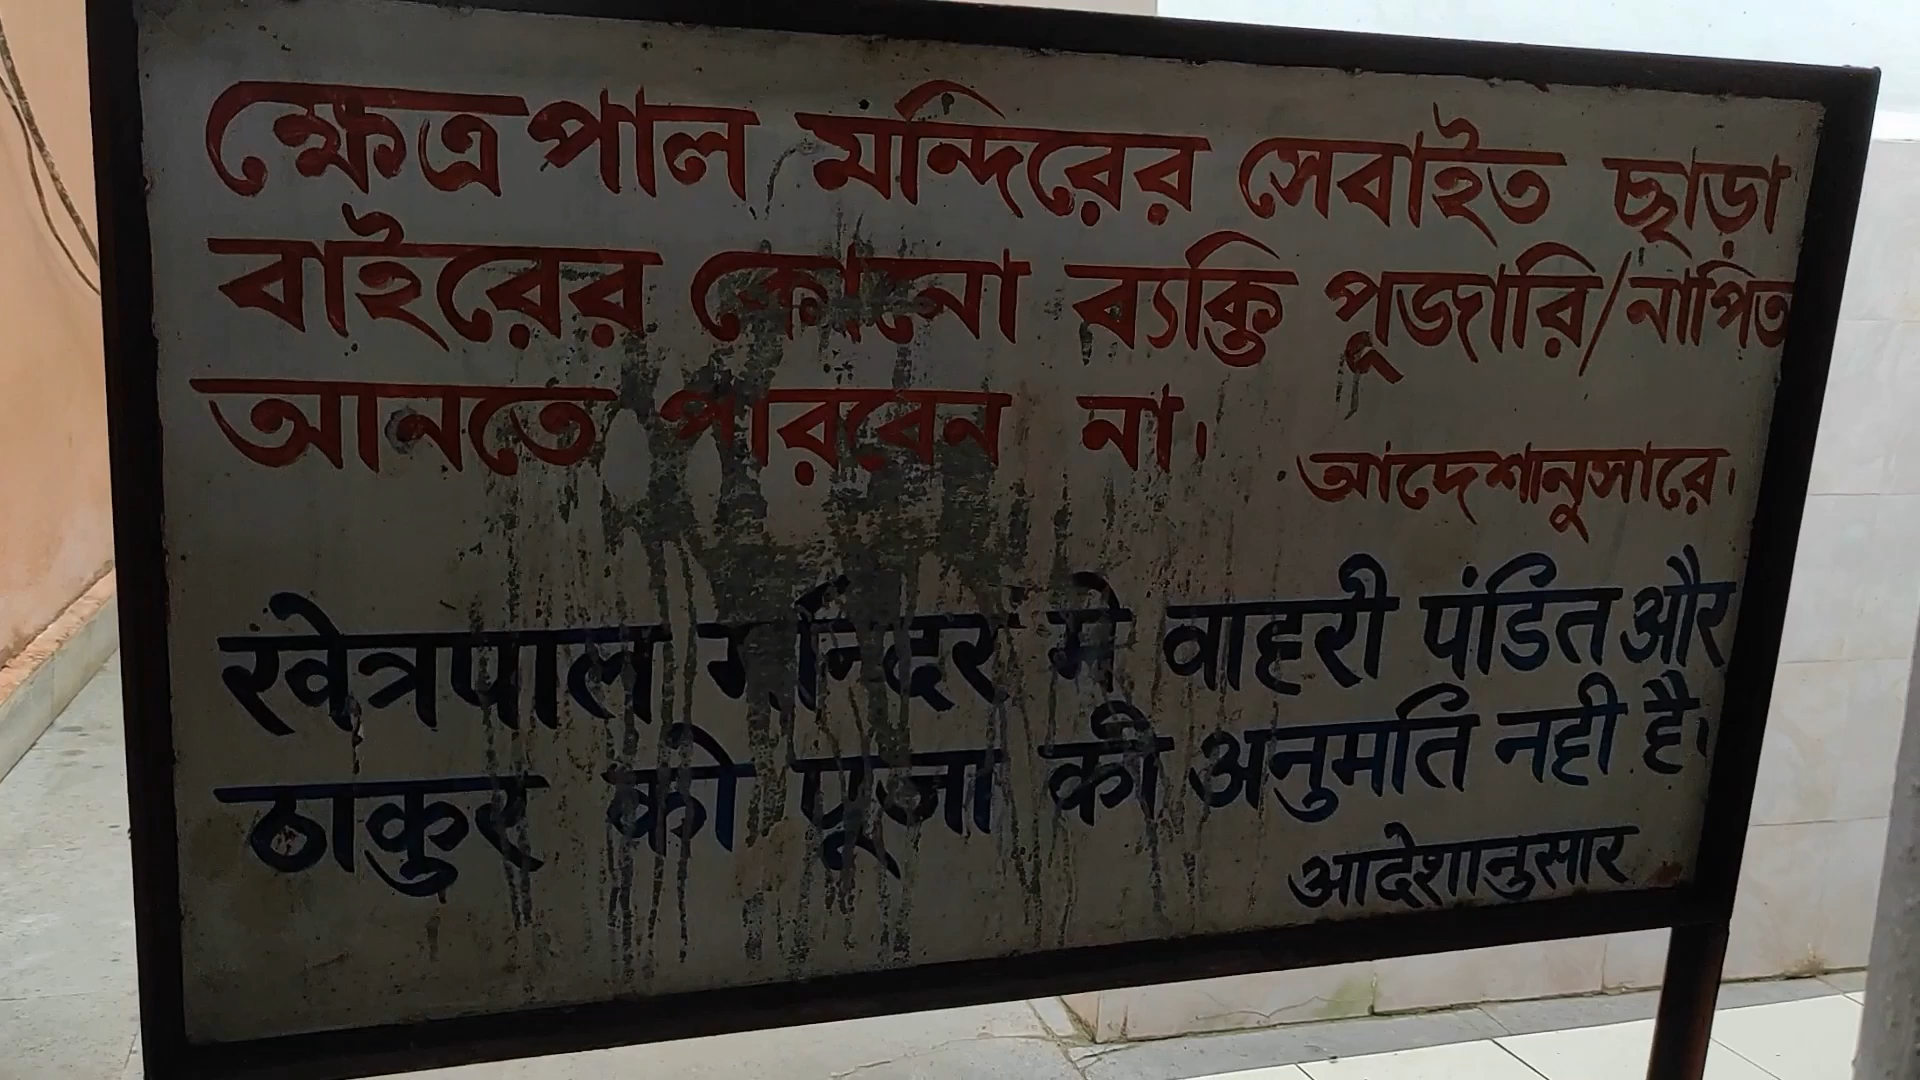 ক্ষেত্রপাল মন্দিরের সেবাইত ছাড়া
বাইরের কোনো ব্যক্তি পূজারি/নাপিত
আনতে পারবেন না।
আদেশানুসারে।
खेत्रपाल मन्दिर मे वाहरी पंडित और
ठाकुर की पूजा की अनुमति नही है।
आदेशानुसार